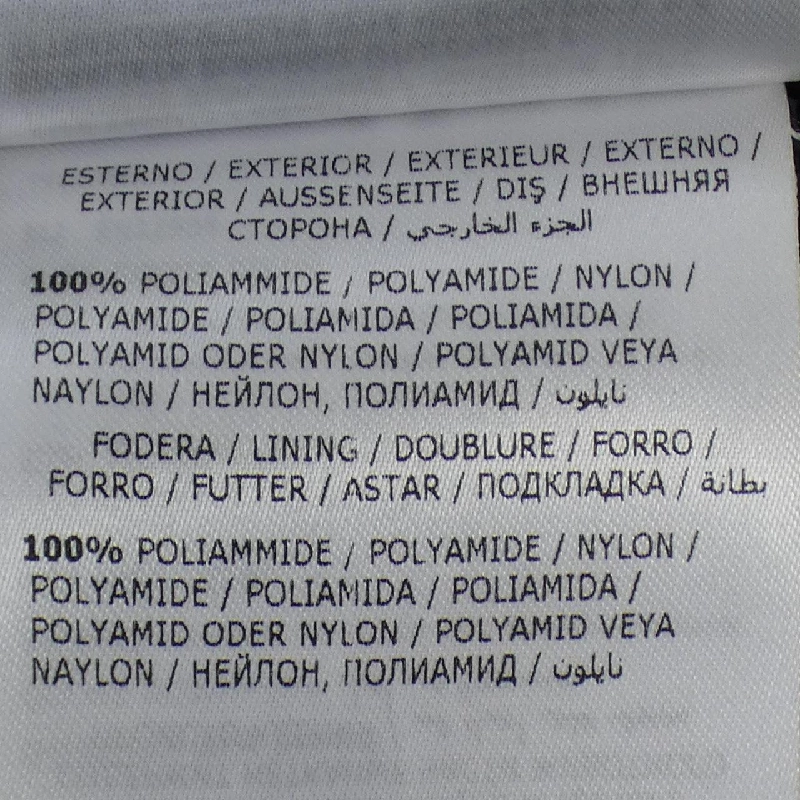 ESTERNO / EXTERIOR / EXTERIEUR / EXTERNO /
EXTERIOR / AUSSENSEITE / DIŞ / ВНЕШНЯЯ
СТОРОНА / الجزء الخارجي
100% POLIAMMIDE / POLYAMIDE / NYLON /
POLYAMIDE / POLIAMIDA / POLIAMIDA /
POLYAMID ODER NYLON / POLYAMID VEYA
NAYLON / НЕЙЛОН, ПОЛИАМИД / نايلون
FODERA / LINING / DOUBLURE / FORRO /
FORRO / FUTTER / ASTAR / ПОДКЛАДКА / بطانة
100% POLIAMMIDE / POLYAMIDE / NYLON /
POLYAMIDE / POLIAMIDA / POLIAMIDA /
POLYAMID ODER NYLON / POLYAMID VEYA
NAYLON / НЕЙЛОН, ПОЛИАМИД / نايلون